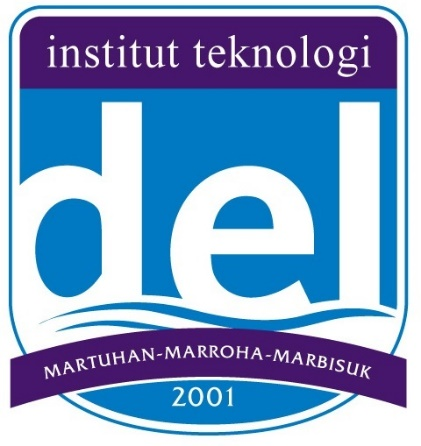 institut teknologi
del
MARTUHAN-MARROHA-MARBISUK
2001